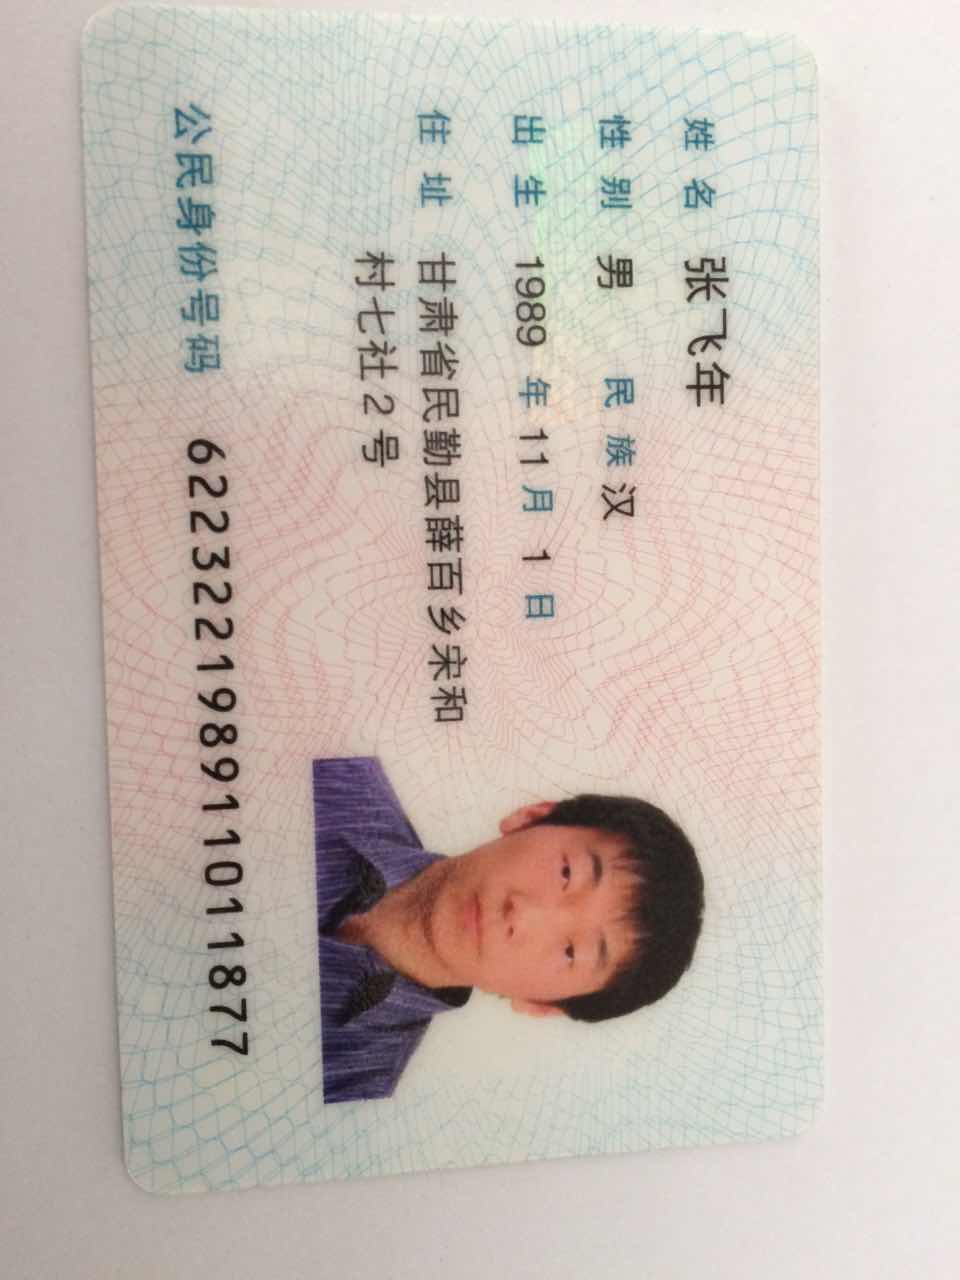 姓名 张飞年
性别 男 民族 汉
出生 1989 年 11 月 1 日
住址 甘肃省民勤县薛百乡宋和
村七社2号
公民身份号码 622322198911011877